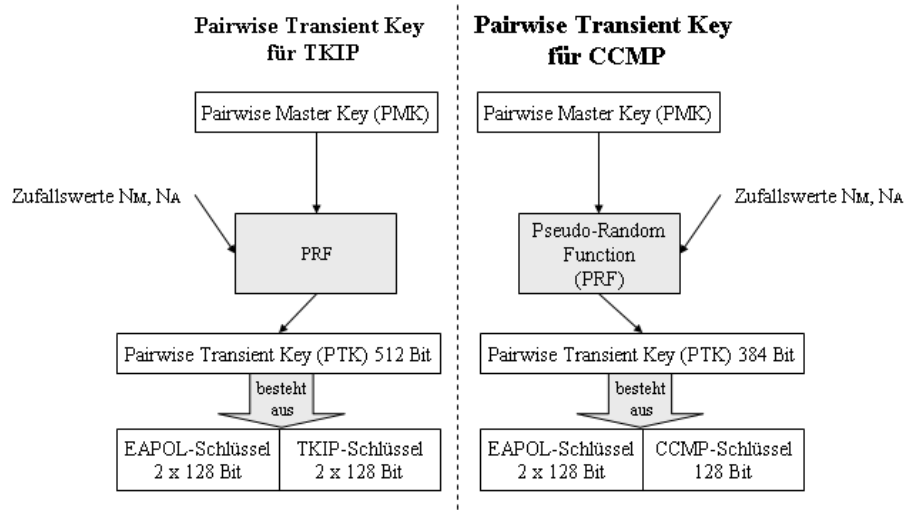 Pairwise Transient Key
für TKIP
Pairwise Master Key (PMK)
Zufallswerte NM, NA
PRF
Pairwise Transient Key (PTK) 512 Bit
besteht
aus
EAPOL-Schlüssel
2 x 128 Bit
TKIP-Schlüssel
2 x 128 Bit
Pairwise Transient Key
für CCMP
Pairwise Master Key (PMK)
Zufallswerte NM, NA
Pseudo-Random
Function
(PRF)
Pairwise Transient Key (PTK) 384 Bit
besteht
aus
EAPOL-Schlüssel
2 x 128 Bit
CCMP-Schlüssel
128 Bit